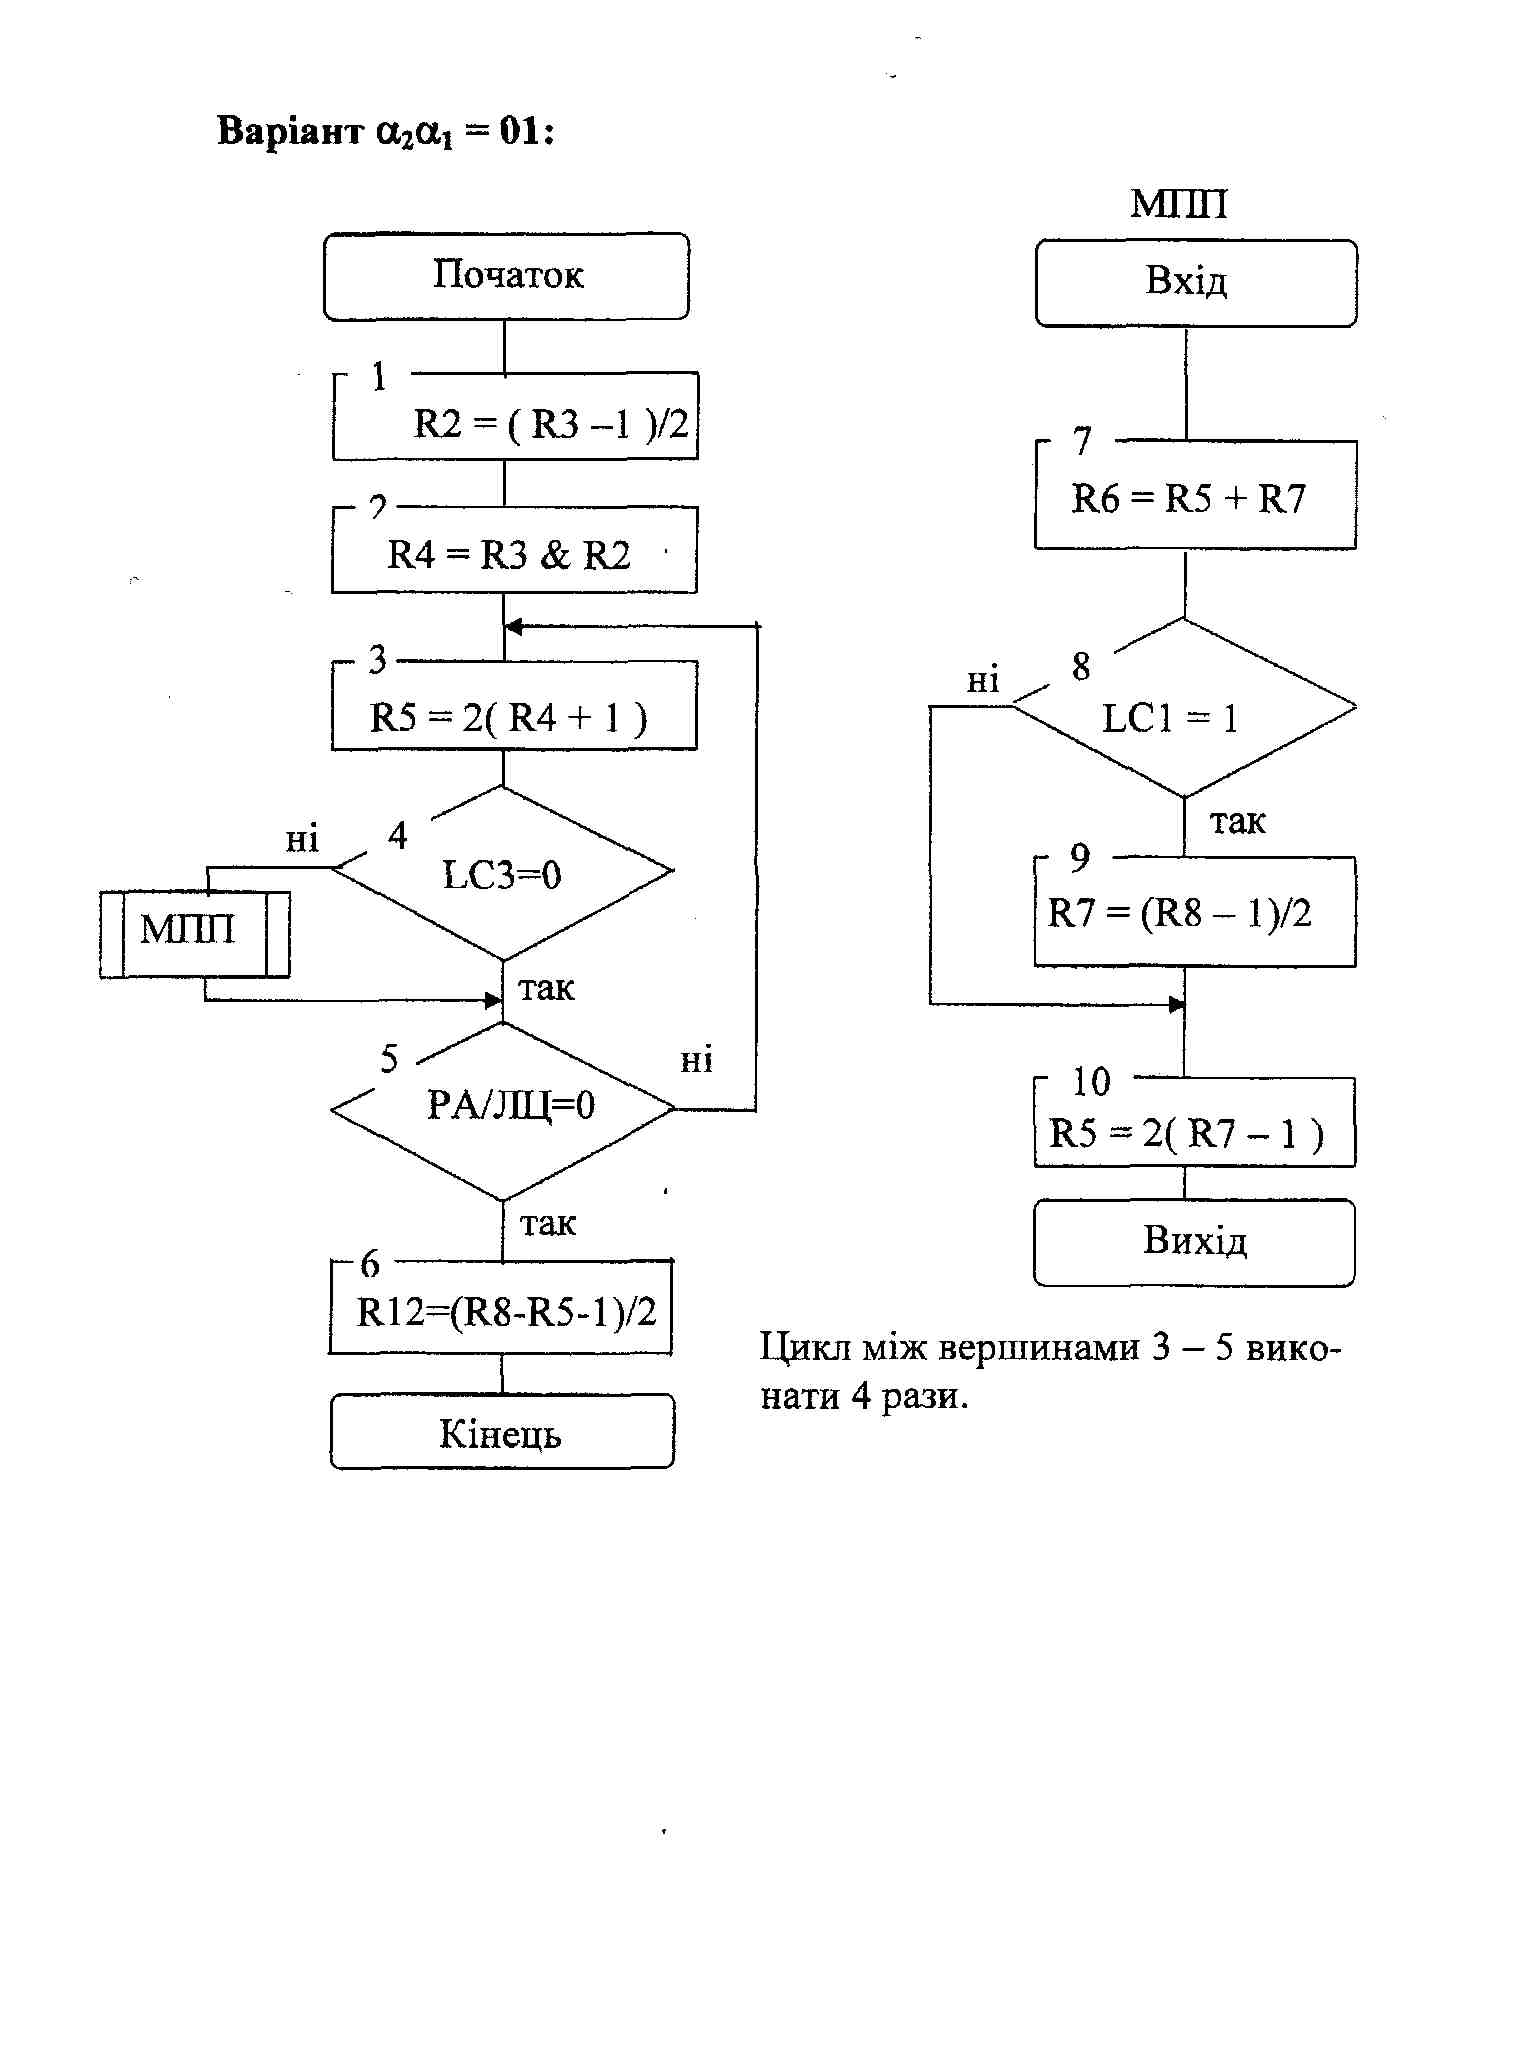 Варіант α₂α₁ = 01:
Початок
1
R2 = ( R3 –1 )/2
2
R4 = R3 & R2
3
R5 = 2( R4 + 1 )
4
LC3=0
ні
МПП
так
5
РА/ЛЦ=0
ні
так
6
R12=(R8-R5-1)/2
Кінець
МПП
Вхід
7
R6 = R5 + R7
8
ні
LC1 = 1
так
9
R7 = (R8 – 1)/2
10
R5 = 2( R7 – 1 )
Вихід
Цикл між вершинами 3 – 5 вико-
нати 4 рази.